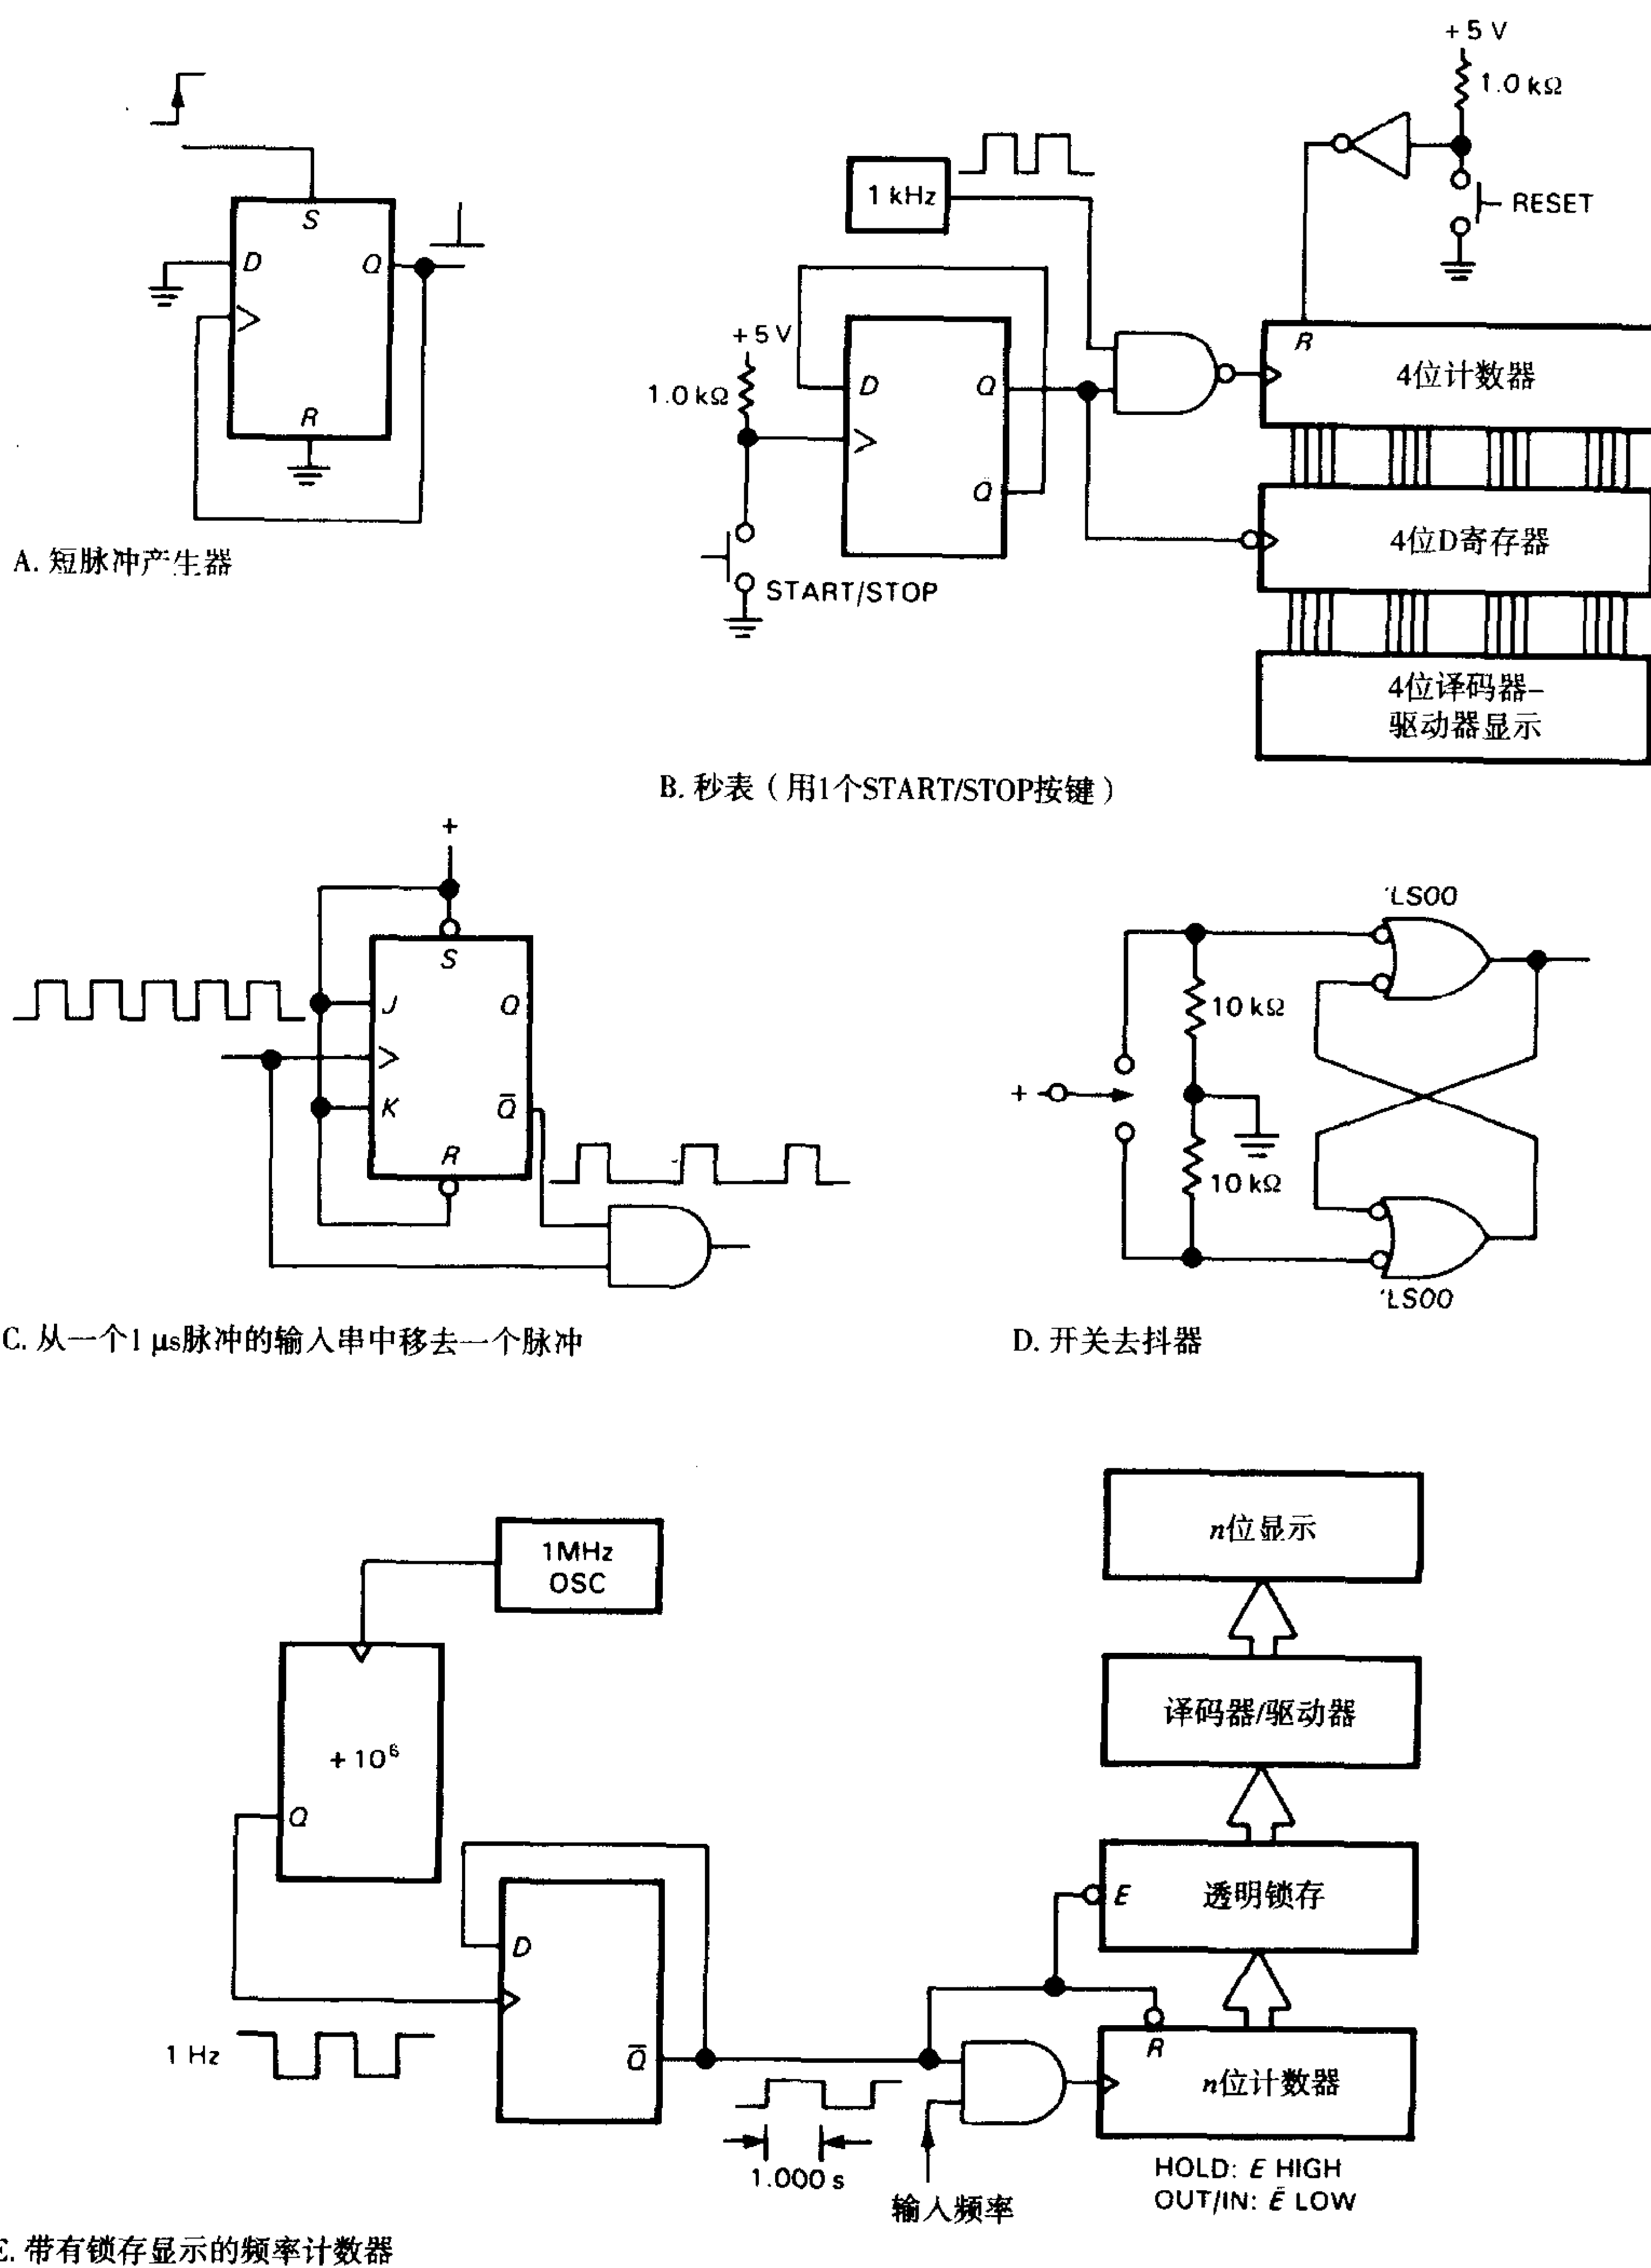 S
D
Q
R
A. 短脉冲产生器
+5 V
1.0 kΩ
RESET
1 kHz
R
4位计数器
+5 V
1.0 kΩ
D
Q
Q̄
START/STOP
4位D寄存器
4位译码器-
驱动器显示
B. 秒表（用1个START/STOP按键）
+
S
J
Q
K
Q̄
R
C. 从一个1 μs脉冲的输入串中移去一个脉冲
'LS00
10 kΩ
+
10 kΩ
'LS00
D. 开关去抖器
1MHz
OSC
+ 10⁶
Q
D
Q̄
1 Hz
1.000 s
输入频率
n位显示
译码器/驱动器
E
透明锁存
R
n位计数器
HOLD: E HIGH
OUT/IN: Ē LOW
E. 带有锁存显示的频率计数器